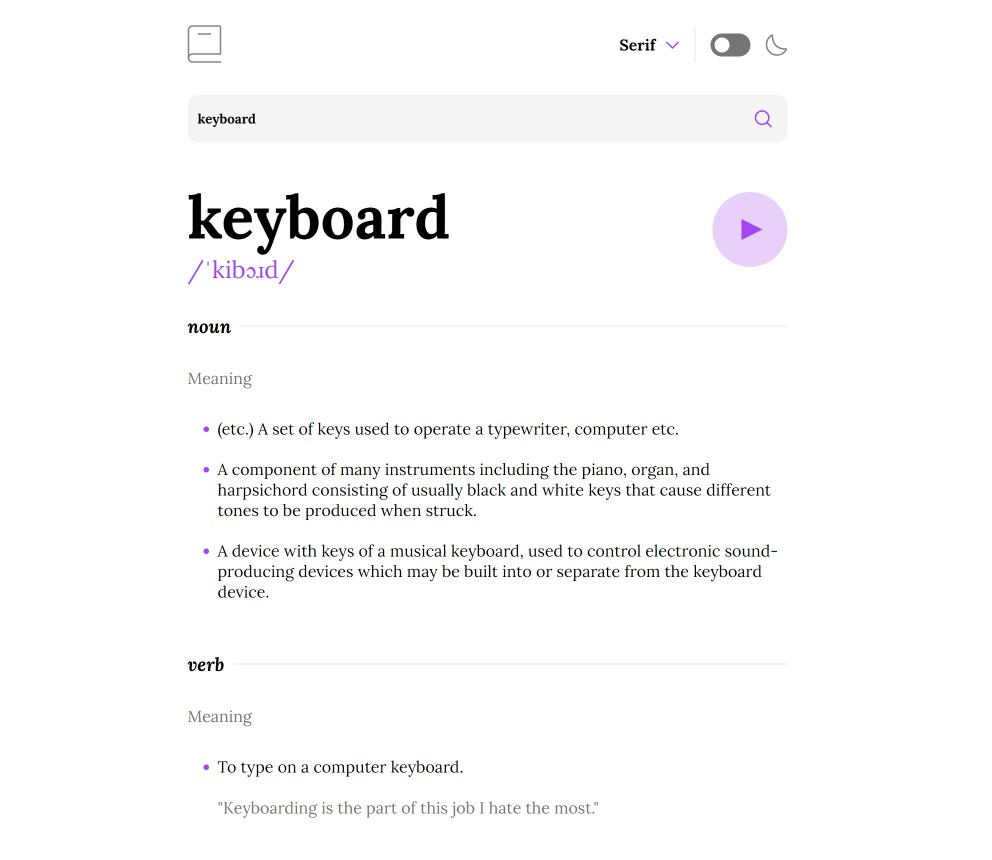 Serif
keyboard
keyboard
/ˈkibɔɹd/
noun
Meaning
(etc.) A set of keys used to operate a typewriter, computer etc.
A component of many instruments including the piano, organ, and
harpsichord consisting of usually black and white keys that cause different
tones to be produced when struck.
A device with keys of a musical keyboard, used to control electronic sound-
producing devices which may be built into or separate from the keyboard
device.
verb
Meaning
To type on a computer keyboard.
"Keyboarding is the part of this job I hate the most."